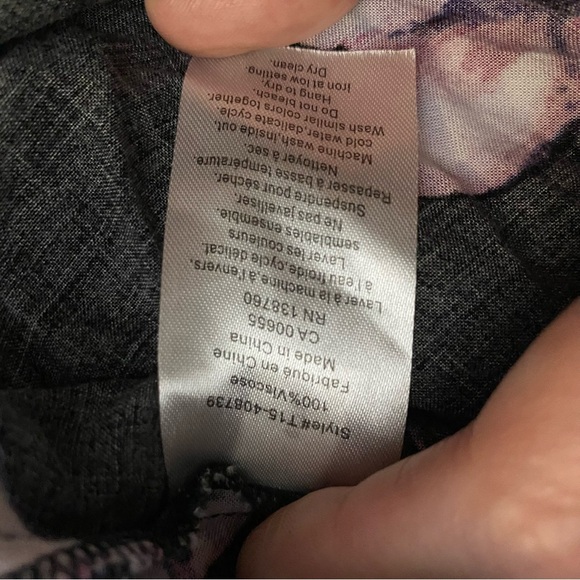 Style# T15-408739
100%Viscose
Fabriqué en Chine
Made in China
CA 00655
RN 138760
Laver à la machine,à l'envers,
à l'eau froide,cycle délicat.
Laver les couleurs
semblables ensemble.
Ne pas javelliser.
Suspendre pour sécher.
Repasser à basse température.
Nettoyer à sec.
Machine wash,inside out,
cold water,delicate cycle.
Wash similar colors together.
Do not bleach.
Hang to dry.
iron at low setting.
Dry clean.